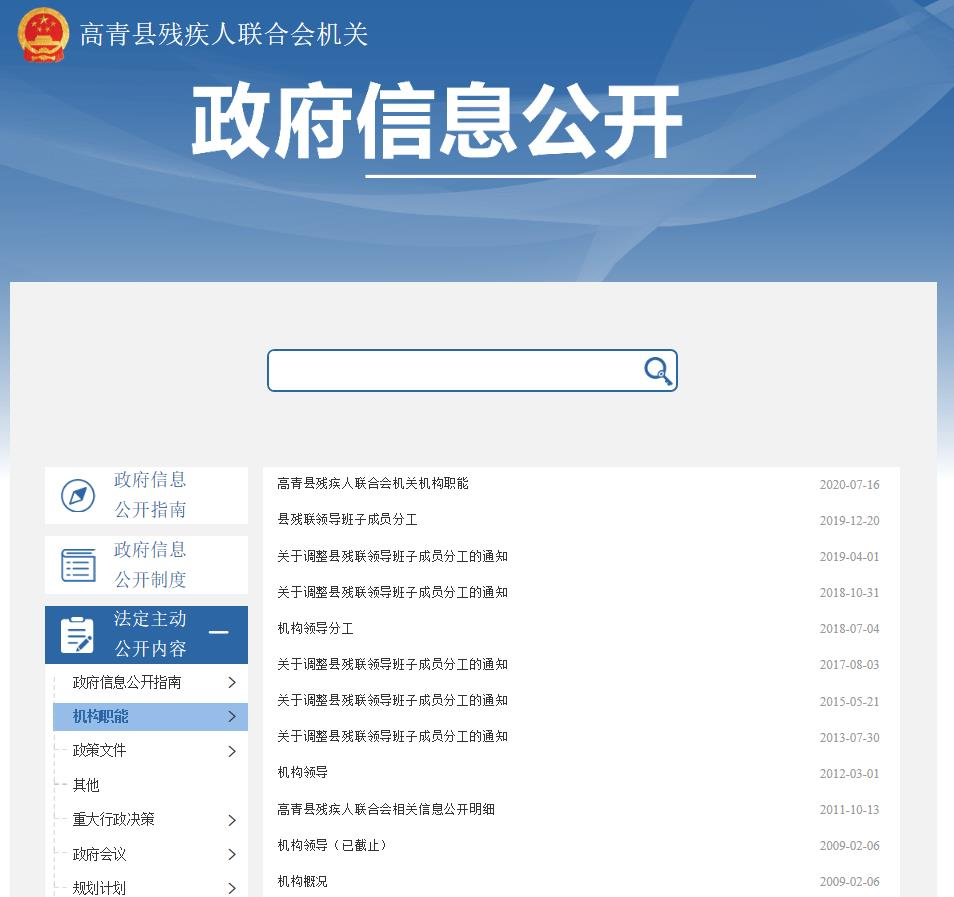 高青县残疾人联合会机关
政府信息公开
政府信息
公开指南
政府信息
公开制度
法定主动
公开内容
政府信息公开指南
机构职能
政策文件
其他
重大行政决策
政府会议
规划计划
高青县残疾人联合会机关机构职能 2020-07-16
县残联领导班子成员分工 2019-12-20
关于调整县残联领导班子成员分工的通知 2019-04-01
关于调整县残联领导班子成员分工的通知 2018-10-31
机构领导分工 2018-07-04
关于调整县残联领导班子成员分工的通知 2017-08-03
关于调整县残联领导班子成员分工的通知 2015-05-21
关于调整县残联领导班子成员分工的通知 2013-07-30
机构领导 2012-03-01
高青县残疾人联合会相关信息公开明细 2011-10-13
机构领导（已截止） 2009-02-06
机构概况 2009-02-06